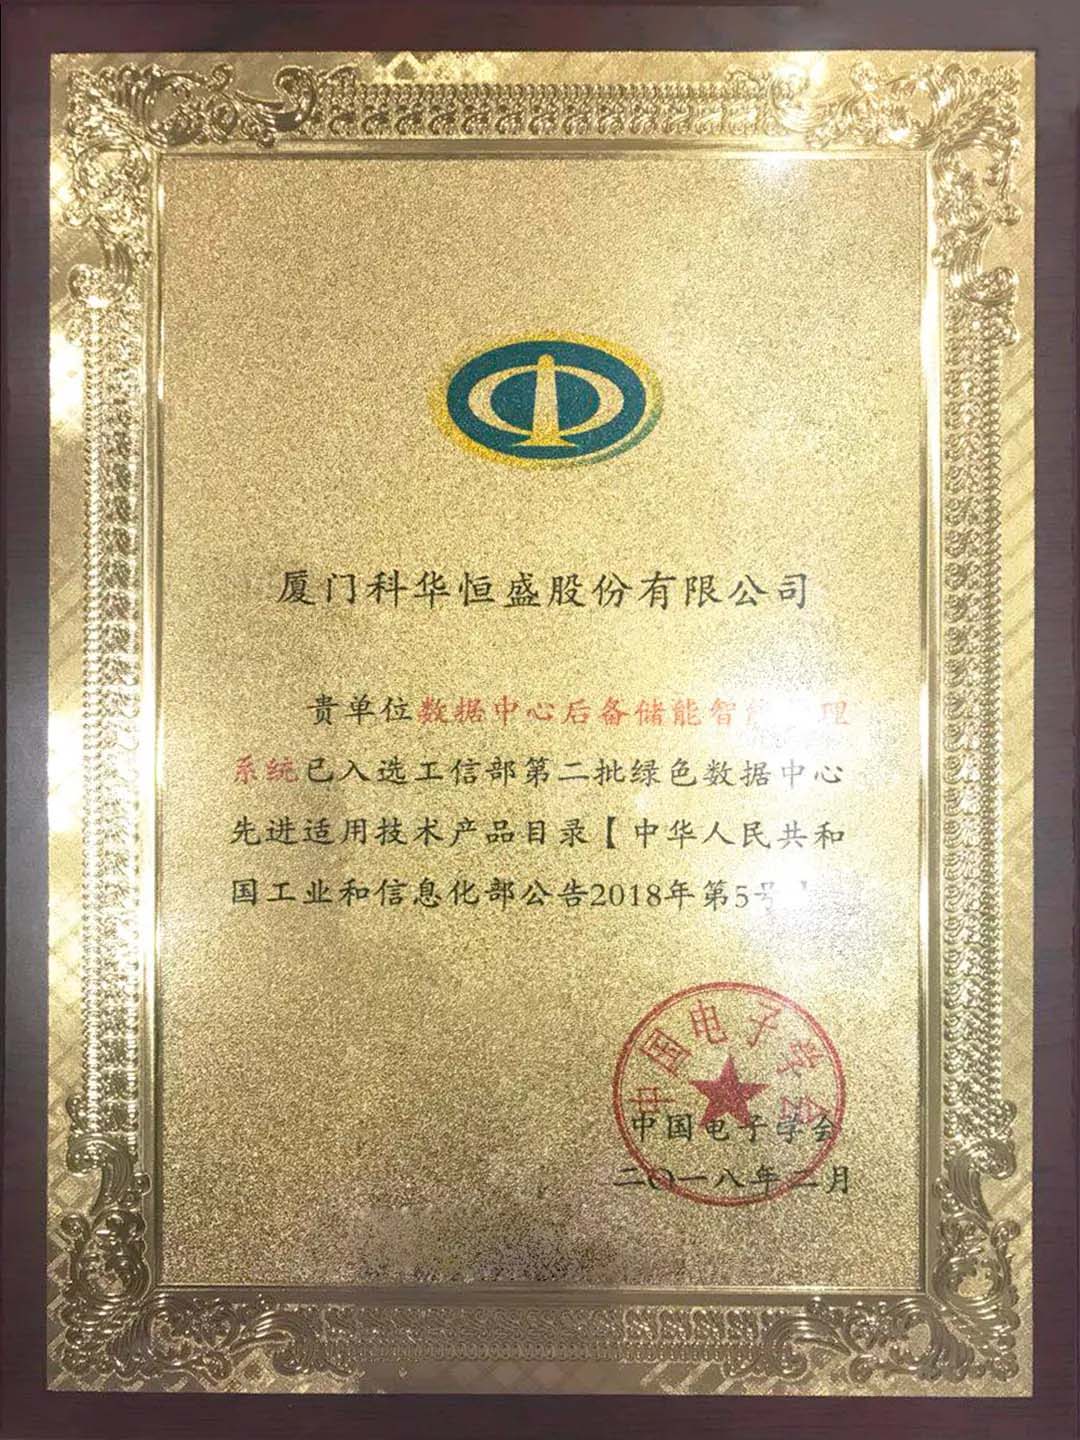 厦门科华恒盛股份有限公司
贵单位数据中心后备储能智能 理
系统已入选工信部第二批绿色数据中心
先进适用技术产品目录【中华人民共和
国工业和信息化部公告2018年第5号
中国电子学会
中国电子学会
二〇一八年二月